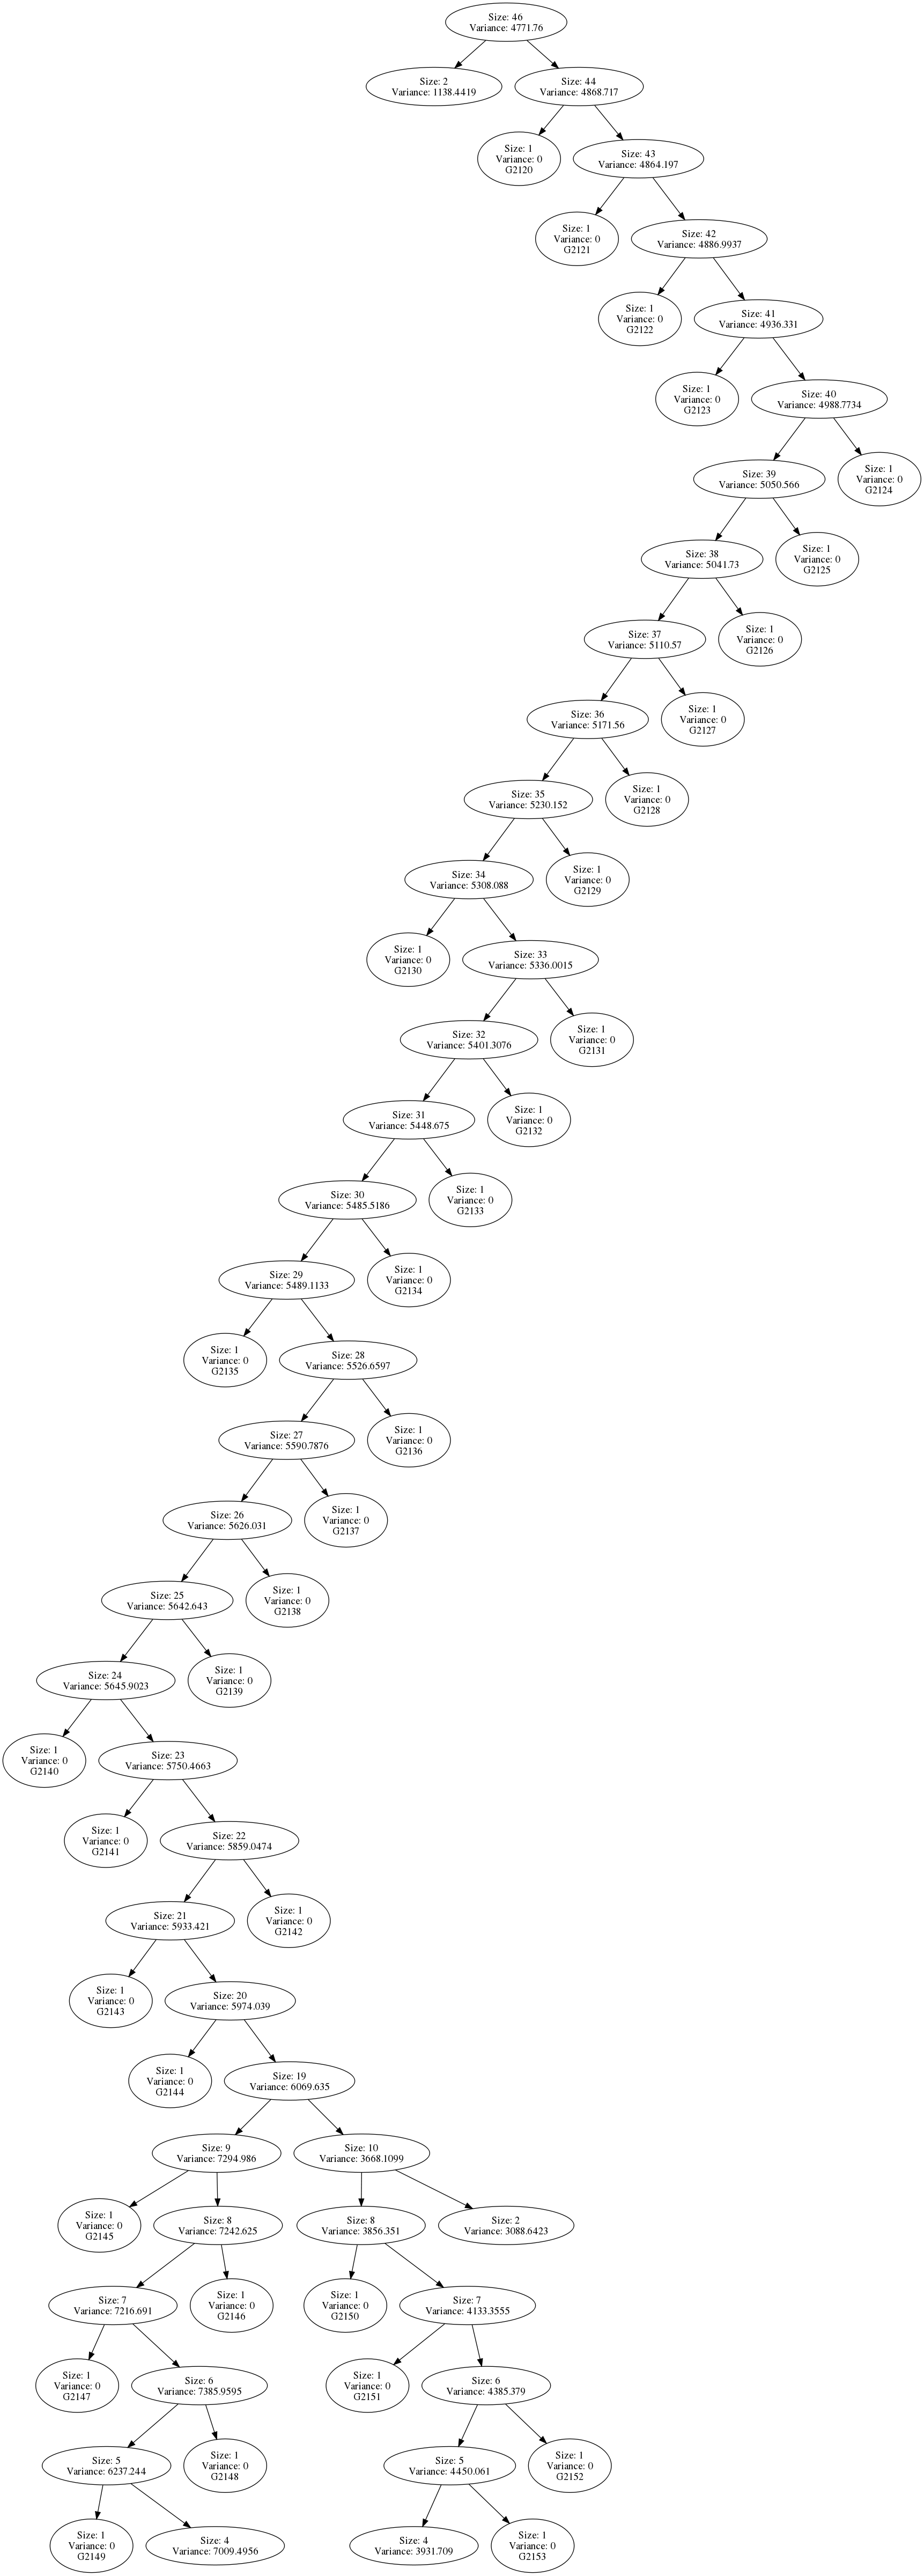 Size: 46
Variance: 4771.76
Size: 2
Variance: 1138.4419
Size: 44
Variance: 4868.717
Size: 1
Variance: 0
G2120
Size: 43
Variance: 4864.197
Size: 1
Variance: 0
G2121
Size: 42
Variance: 4886.9937
Size: 1
Variance: 0
G2122
Size: 41
Variance: 4936.331
Size: 1
Variance: 0
G2123
Size: 40
Variance: 4988.7734
Size: 39
Variance: 5050.566
Size: 1
Variance: 0
G2124
Size: 38
Variance: 5041.73
Size: 1
Variance: 0
G2125
Size: 37
Variance: 5110.57
Size: 1
Variance: 0
G2126
Size: 36
Variance: 5171.56
Size: 1
Variance: 0
G2127
Size: 35
Variance: 5230.152
Size: 1
Variance: 0
G2128
Size: 34
Variance: 5308.088
Size: 1
Variance: 0
G2129
Size: 1
Variance: 0
G2130
Size: 33
Variance: 5336.0015
Size: 32
Variance: 5401.3076
Size: 1
Variance: 0
G2131
Size: 31
Variance: 5448.675
Size: 1
Variance: 0
G2132
Size: 30
Variance: 5485.5186
Size: 1
Variance: 0
G2133
Size: 29
Variance: 5489.1133
Size: 1
Variance: 0
G2134
Size: 1
Variance: 0
G2135
Size: 28
Variance: 5526.6597
Size: 27
Variance: 5590.7876
Size: 1
Variance: 0
G2136
Size: 26
Variance: 5626.031
Size: 1
Variance: 0
G2137
Size: 25
Variance: 5642.643
Size: 1
Variance: 0
G2138
Size: 24
Variance: 5645.9023
Size: 1
Variance: 0
G2139
Size: 1
Variance: 0
G2140
Size: 23
Variance: 5750.4663
Size: 1
Variance: 0
G2141
Size: 22
Variance: 5859.0474
Size: 21
Variance: 5933.421
Size: 1
Variance: 0
G2142
Size: 1
Variance: 0
G2143
Size: 20
Variance: 5974.039
Size: 1
Variance: 0
G2144
Size: 19
Variance: 6069.635
Size: 9
Variance: 7294.986
Size: 10
Variance: 3668.1099
Size: 1
Variance: 0
G2145
Size: 8
Variance: 7242.625
Size: 8
Variance: 3856.351
Size: 2
Variance: 3088.6423
Size: 7
Variance: 7216.691
Size: 1
Variance: 0
G2146
Size: 1
Variance: 0
G2150
Size: 7
Variance: 4133.3555
Size: 1
Variance: 0
G2147
Size: 6
Variance: 7385.9595
Size: 1
Variance: 0
G2151
Size: 6
Variance: 4385.379
Size: 5
Variance: 6237.244
Size: 1
Variance: 0
G2148
Size: 5
Variance: 4450.061
Size: 1
Variance: 0
G2152
Size: 1
Variance: 0
G2149
Size: 4
Variance: 7009.4956
Size: 4
Variance: 3931.709
Size: 1
Variance: 0
G2153